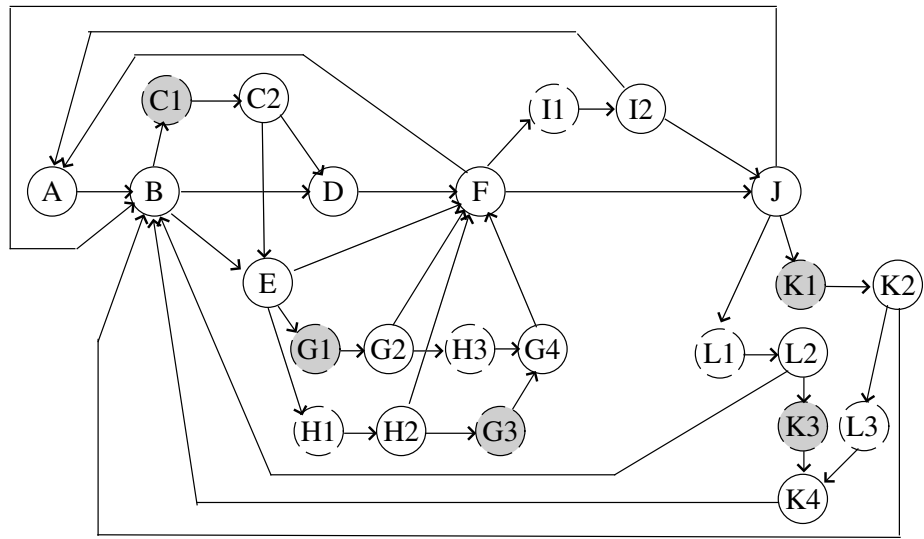 C1 C2 I1 I2
A B D F J
E K1 K2
G1 G2 H3 G4 L1 L2
H1 H2 G3 K3 L3
K4